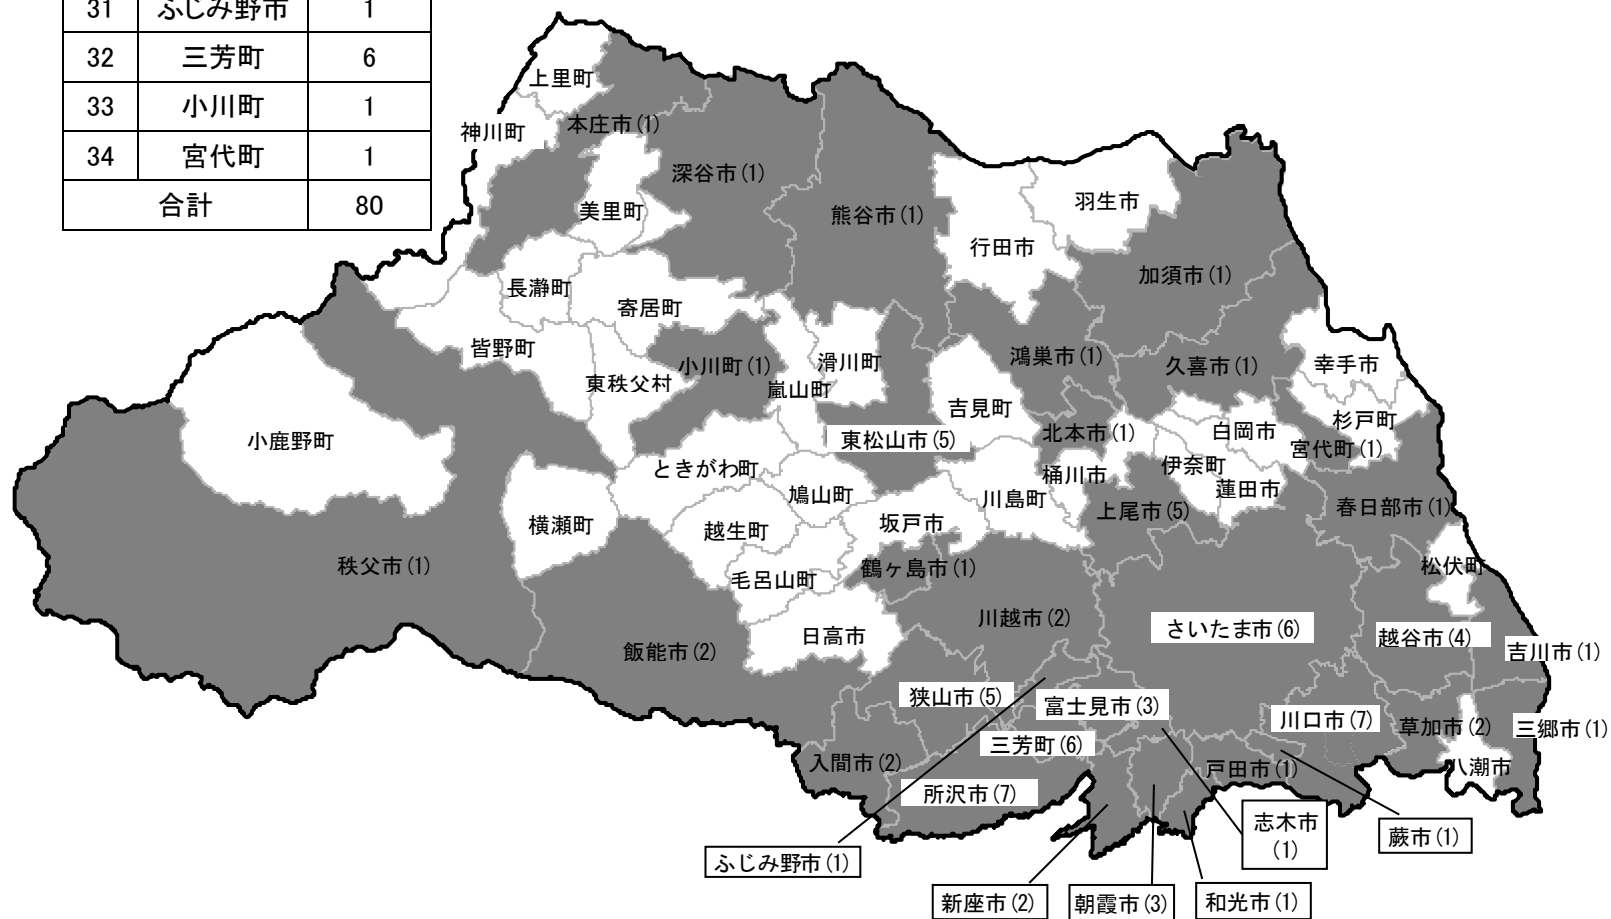 31 ふじみ野市 1
32 三芳町 6
33 小川町 1
34 宮代町 1
合計 80
上里町
神川町
本庄市(1)
深谷市(1)
美里町
熊谷市(1)
羽生市
行田市
加須市(1)
長瀞町
寄居町
皆野町
東秩父村
小川町(1)
嵐山町
滑川町
鴻巣市(1)
久喜市(1)
幸手市
杉戸町
吉見町
小鹿野町
東松山市(5)
北本市(1)
白岡市
宮代町(1)
ときがわ町
鳩山町
桶川市
伊奈町
蓮田市
川島町
上尾市(5)
春日部市(1)
横瀬町
越生町
坂戸市
秩父市(1)
毛呂山町
鶴ヶ島市(1)
松伏町
日高市
川越市(2)
さいたま市(6)
越谷市(4)
飯能市(2)
吉川市(1)
狭山市(5)
富士見市(3)
川口市(7)
草加市(2)
三郷市(1)
三芳町(6)
入間市(2)
戸田市(1)
八潮市
所沢市(7)
志木市
(1)
蕨市(1)
ふじみ野市(1)
新座市(2)
朝霞市(3)
和光市(1)